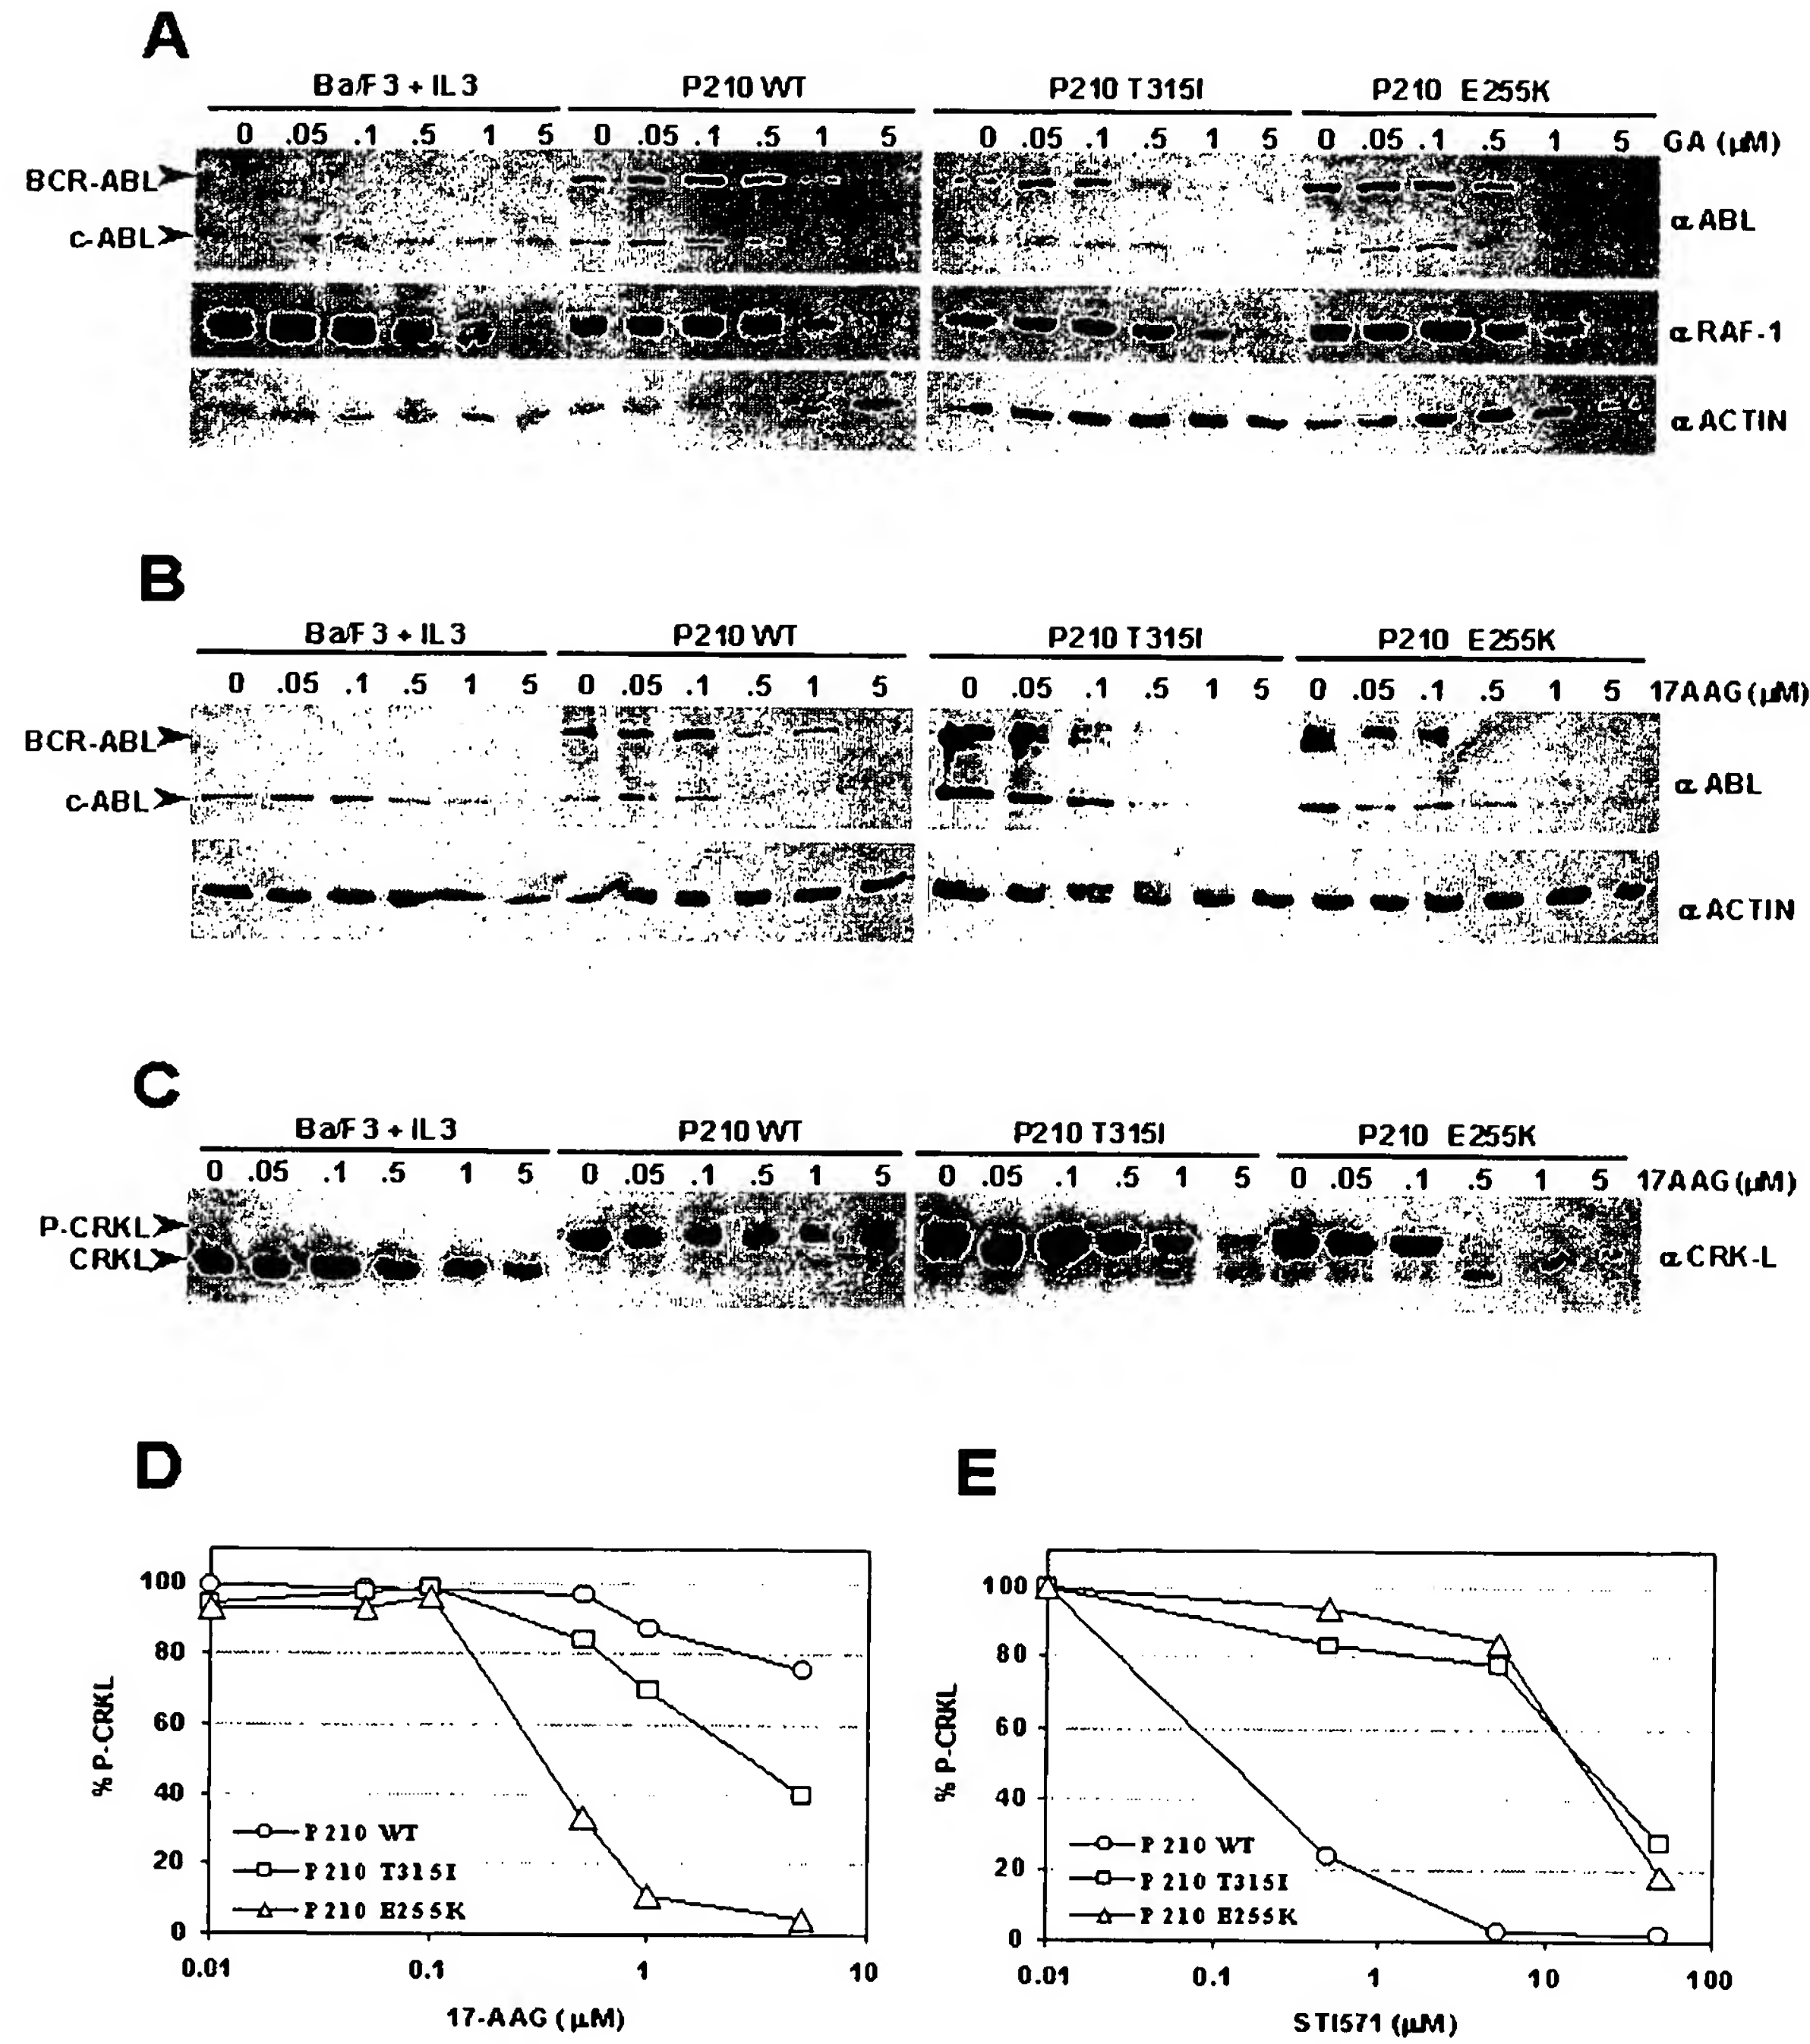 A
Ba/F3 + IL3 P210 WT P210 T315I P210 E255K
0 .05 .1 .5 1 5 0 .05 .1 .5 1 5 0 .05 .1 .5 1 5 0 .05 .1 .5 1 5 GA (µM)
BCR-ABL
c-ABL
α ABL
α RAF-1
α ACTIN
B
Ba/F3 + IL3 P210 WT P210 T315I P210 E255K
0 .05 .1 .5 1 5 0 .05 .1 .5 1 5 0 .05 .1 .5 1 5 0 .05 .1 .5 1 5 17AAG (µM)
BCR-ABL
c-ABL
α ABL
α ACTIN
C
Ba/F3 + IL3 P210 WT P210 T315I P210 E255K
0 .05 .1 .5 1 5 0 .05 .1 .5 1 5 0 .05 .1 .5 1 5 0 .05 .1 .5 1 5 17AAG (µM)
P-CRKL
CRKL
α CRK-L
D
% P-CRKL
100
80
60
40
20
0
P210 WT
P210 T315I
P210 E255K
0.01 0.1 1 10
17-AAG (µM)
E
% P-CRKL
100
80
60
40
20
0
P210 WT
P210 T315I
P210 E255K
0.01 0.1 1 10 100
STI571 (µM)